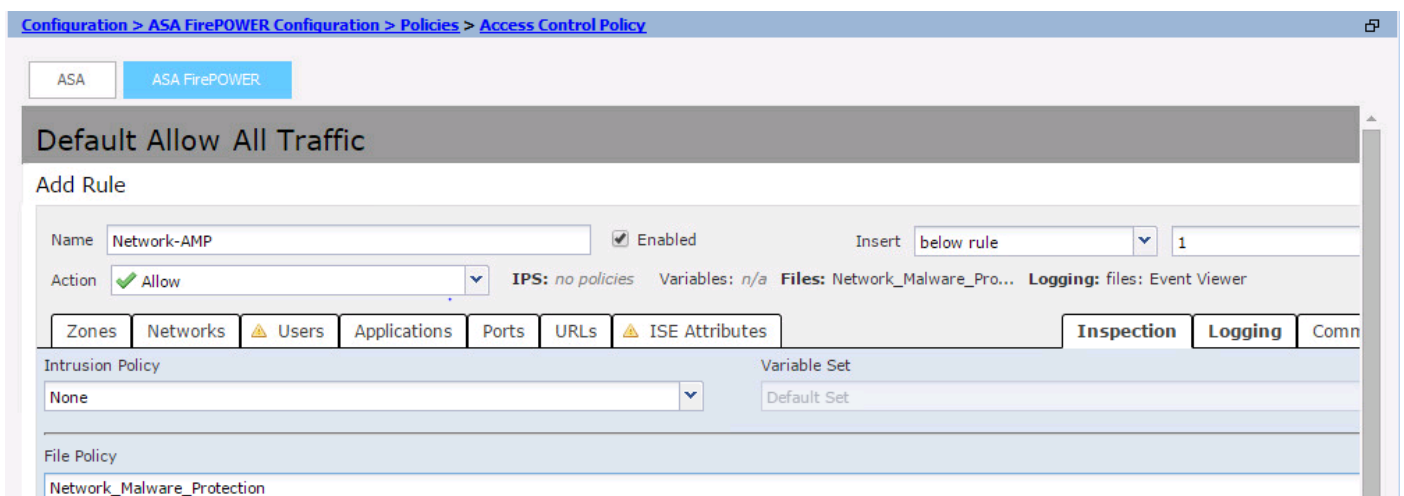 Configuration > ASA FirePOWER Configuration > Policies > Access Control Policy
ASA ASA FirePOWER
Default Allow All Traffic
Add Rule
Name Network-AMP Enabled Insert below rule 1
Action Allow IPS: no policies Variables: n/a Files: Network_Malware_Pro... Logging: files: Event Viewer
Zones Networks Users Applications Ports URLs ISE Attributes Inspection Logging Comm
Intrusion Policy Variable Set
None Default Set
File Policy
Network_Malware_Protection